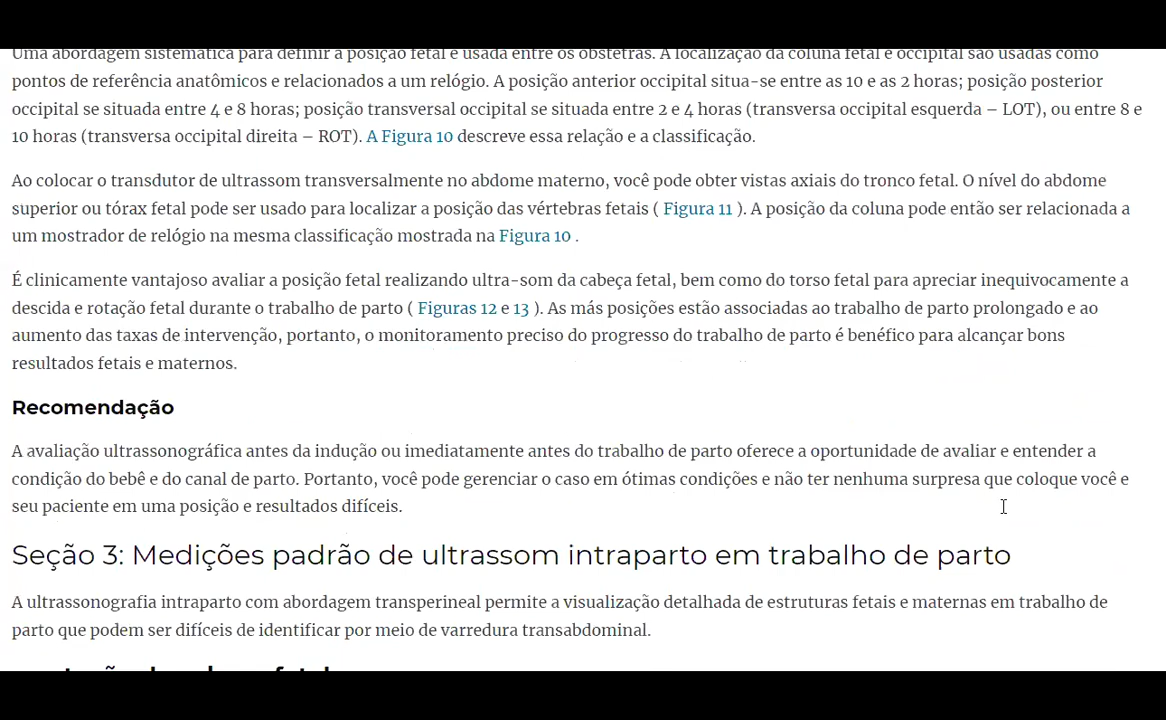 Uma abordagem sistemática para definir a posição fetal é usada entre os obstetras. A localização da coluna fetal e occipital são usadas como
pontos de referência anatômicos e relacionados a um relógio. A posição anterior occipital situa-se entre as 10 e as 2 horas; posição posterior
occipital se situada entre 4 e 8 horas; posição transversal occipital se situada entre 2 e 4 horas (transversa occipital esquerda – LOT), ou entre 8 e
10 horas (transversa occipital direita – ROT). A Figura 10 descreve essa relação e a classificação.
Ao colocar o transdutor de ultrassom transversalmente no abdome materno, você pode obter vistas axiais do tronco fetal. O nível do abdome
superior ou tórax fetal pode ser usado para localizar a posição das vértebras fetais ( Figura 11 ). A posição da coluna pode então ser relacionada a
um mostrador de relógio na mesma classificação mostrada na Figura 10 .
É clinicamente vantajoso avaliar a posição fetal realizando ultra-som da cabeça fetal, bem como do torso fetal para apreciar inequivocamente a
descida e rotação fetal durante o trabalho de parto ( Figuras 12 e 13 ). As más posições estão associadas ao trabalho de parto prolongado e ao
aumento das taxas de intervenção, portanto, o monitoramento preciso do progresso do trabalho de parto é benéfico para alcançar bons
resultados fetais e maternos.
Recomendação
A avaliação ultrassonográfica antes da indução ou imediatamente antes do trabalho de parto oferece a oportunidade de avaliar e entender a
condição do bebê e do canal de parto. Portanto, você pode gerenciar o caso em ótimas condições e não ter nenhuma surpresa que coloque você e
seu paciente em uma posição e resultados difíceis.
Seção 3: Medições padrão de ultrassom intraparto em trabalho de parto
A ultrassonografia intraparto com abordagem transperineal permite a visualização detalhada de estruturas fetais e maternas em trabalho de
parto que podem ser difíceis de identificar por meio de varredura transabdominal.